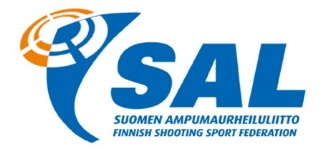 SAL
SUOMEN AMPUMAURHEILULIITTO
FINNISH SHOOTING SPORT FEDERATION